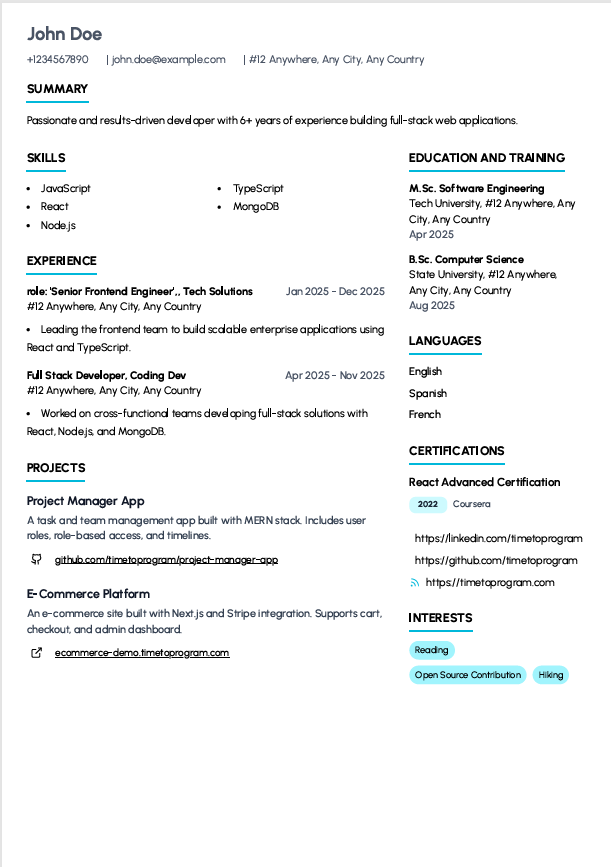 John Doe
+1234567890 | john.doe@example.com | #12 Anywhere, Any City, Any Country
SUMMARY
Passionate and results-driven developer with 6+ years of experience building full-stack web applications.
SKILLS
• JavaScript
• React
• Node.js
• TypeScript
• MongoDB
EXPERIENCE
role: 'Senior Frontend Engineer',, Tech Solutions Jan 2025 - Dec 2025
#12 Anywhere, Any City, Any Country
• Leading the frontend team to build scalable enterprise applications using
React and TypeScript.
Full Stack Developer, Coding Dev Apr 2025 - Nov 2025
#12 Anywhere, Any City, Any Country
• Worked on cross-functional teams developing full-stack solutions with
React, Node.js, and MongoDB.
PROJECTS
Project Manager App
A task and team management app built with MERN stack. Includes user
roles, role-based access, and timelines.
github.com/timetoprogram/project-manager-app
E-Commerce Platform
An e-commerce site built with Next.js and Stripe integration. Supports cart,
checkout, and admin dashboard.
ecommerce-demo.timetoprogram.com
EDUCATION AND TRAINING
M.Sc. Software Engineering
Tech University, #12 Anywhere, Any
City, Any Country
Apr 2025
B.Sc. Computer Science
State University, #12 Anywhere,
Any City, Any Country
Aug 2025
LANGUAGES
English
Spanish
French
CERTIFICATIONS
React Advanced Certification
2022 Coursera
https://linkedin.com/timetoprogram
https://github.com/timetoprogram
https://timetoprogram.com
INTERESTS
Reading
Open Source Contribution Hiking